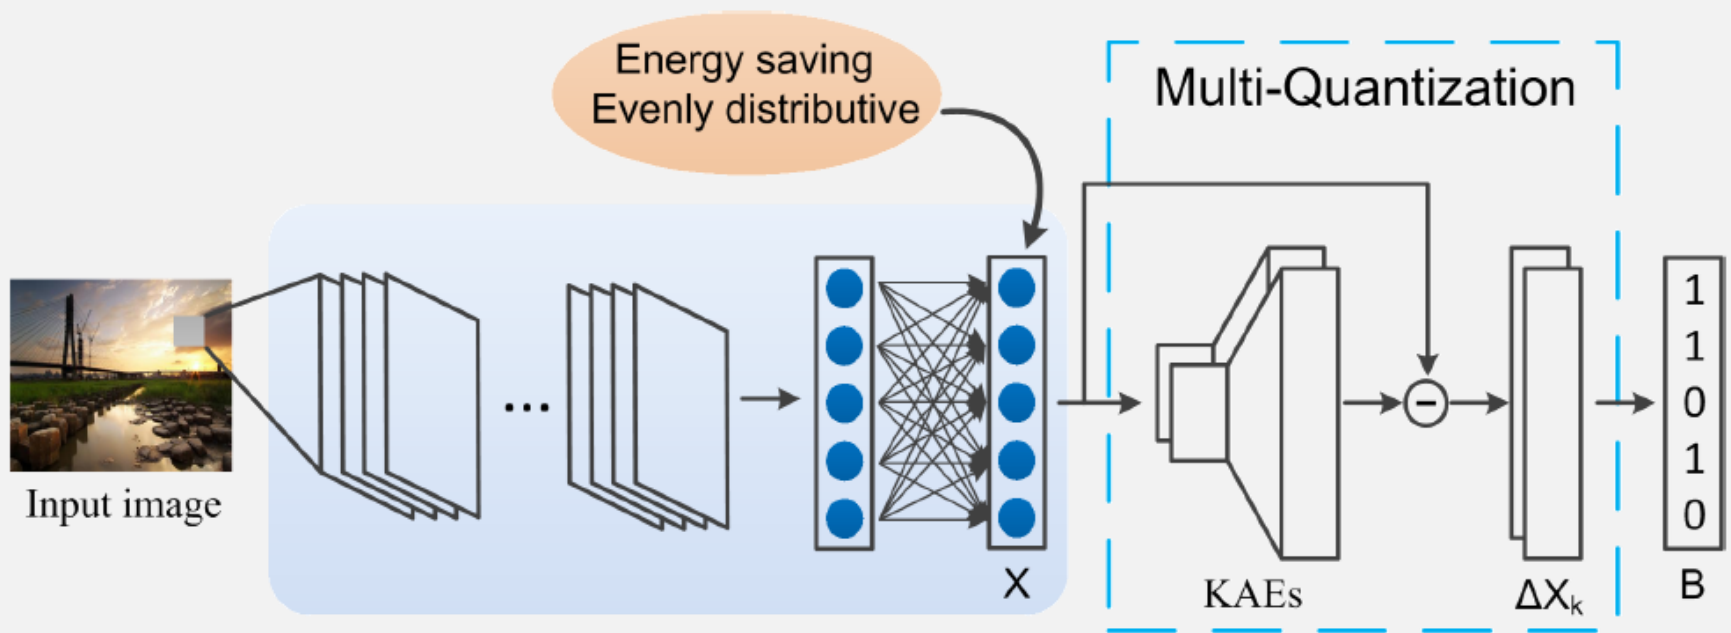 Energy saving
Evenly distributive
Multi-Quantization
Input image
...
X
-
KAEs
ΔXₖ
1
1
0
1
0
B